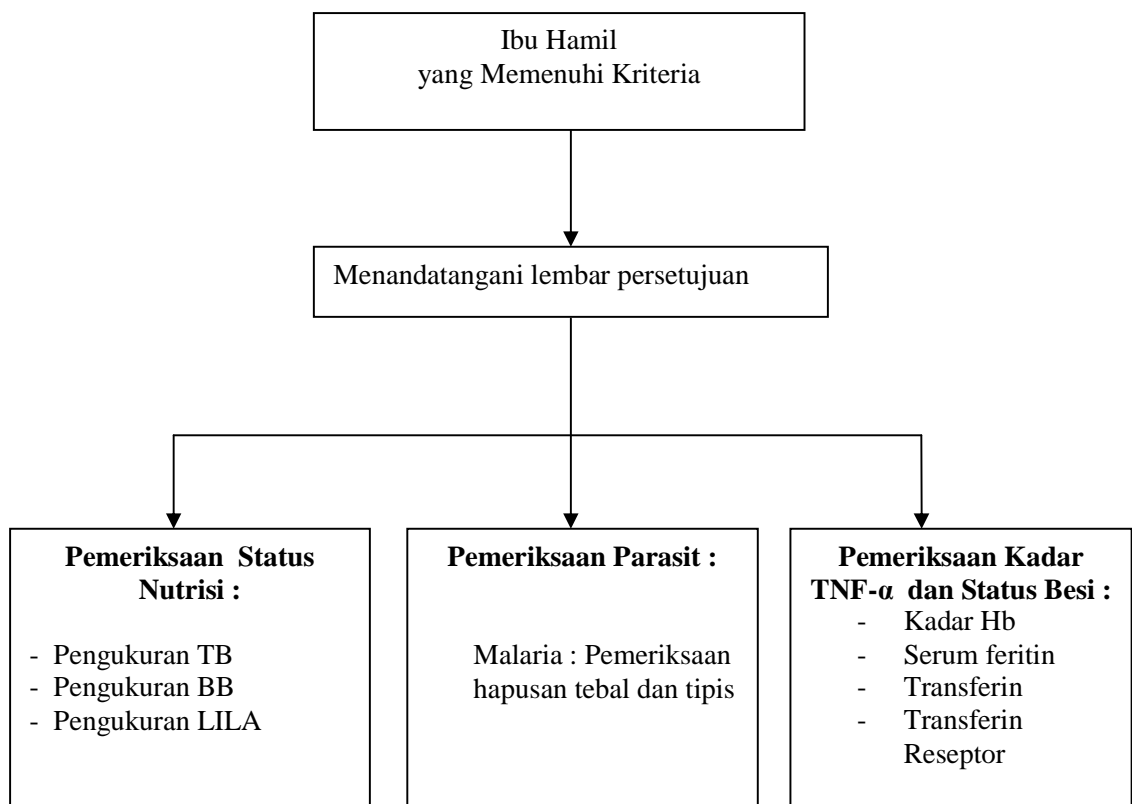 Ibu Hamil
yang Memenuhi Kriteria
Menandatangani lembar persetujuan
Pemeriksaan Status
Nutrisi :
- Pengukuran TB
- Pengukuran BB
- Pengukuran LILA
Pemeriksaan Parasit :
Malaria : Pemeriksaan
hapusan tebal dan tipis
Pemeriksaan Kadar
TNF-α dan Status Besi :
- Kadar Hb
- Serum feritin
- Transferin
- Transferin
Reseptor